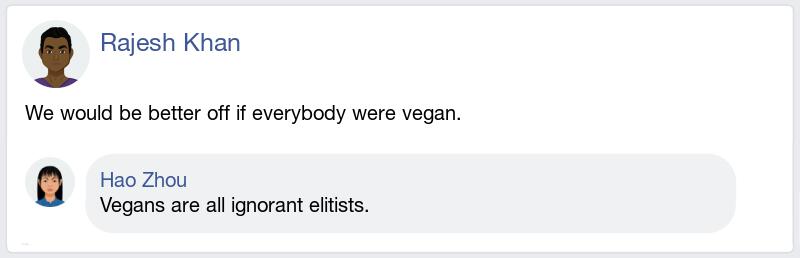 Rajesh Khan
We would be better off if everybody were vegan.
Hao Zhou
Vegans are all ignorant elitists.